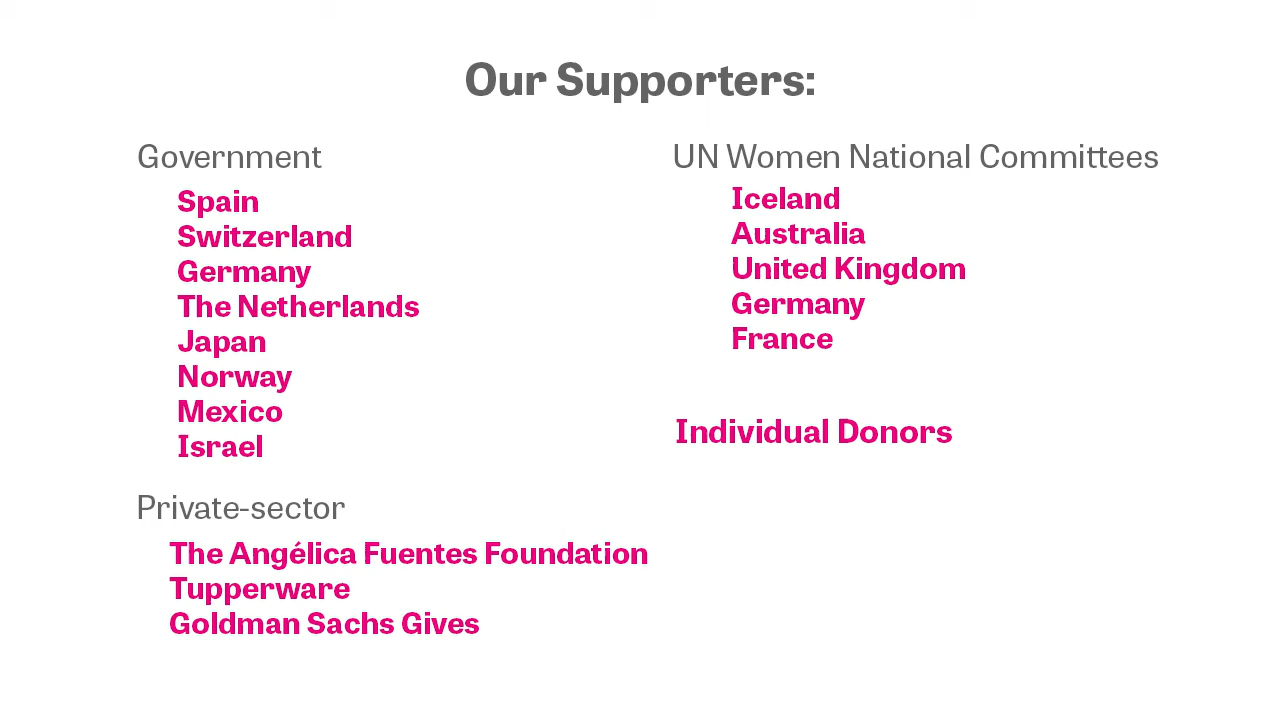 Our Supporters:
Government
Spain
Switzerland
Germany
The Netherlands
Japan
Norway
Mexico
Israel
Private-sector
The Angélica Fuentes Foundation
Tupperware
Goldman Sachs Gives
UN Women National Committees
Iceland
Australia
United Kingdom
Germany
France
Individual Donors